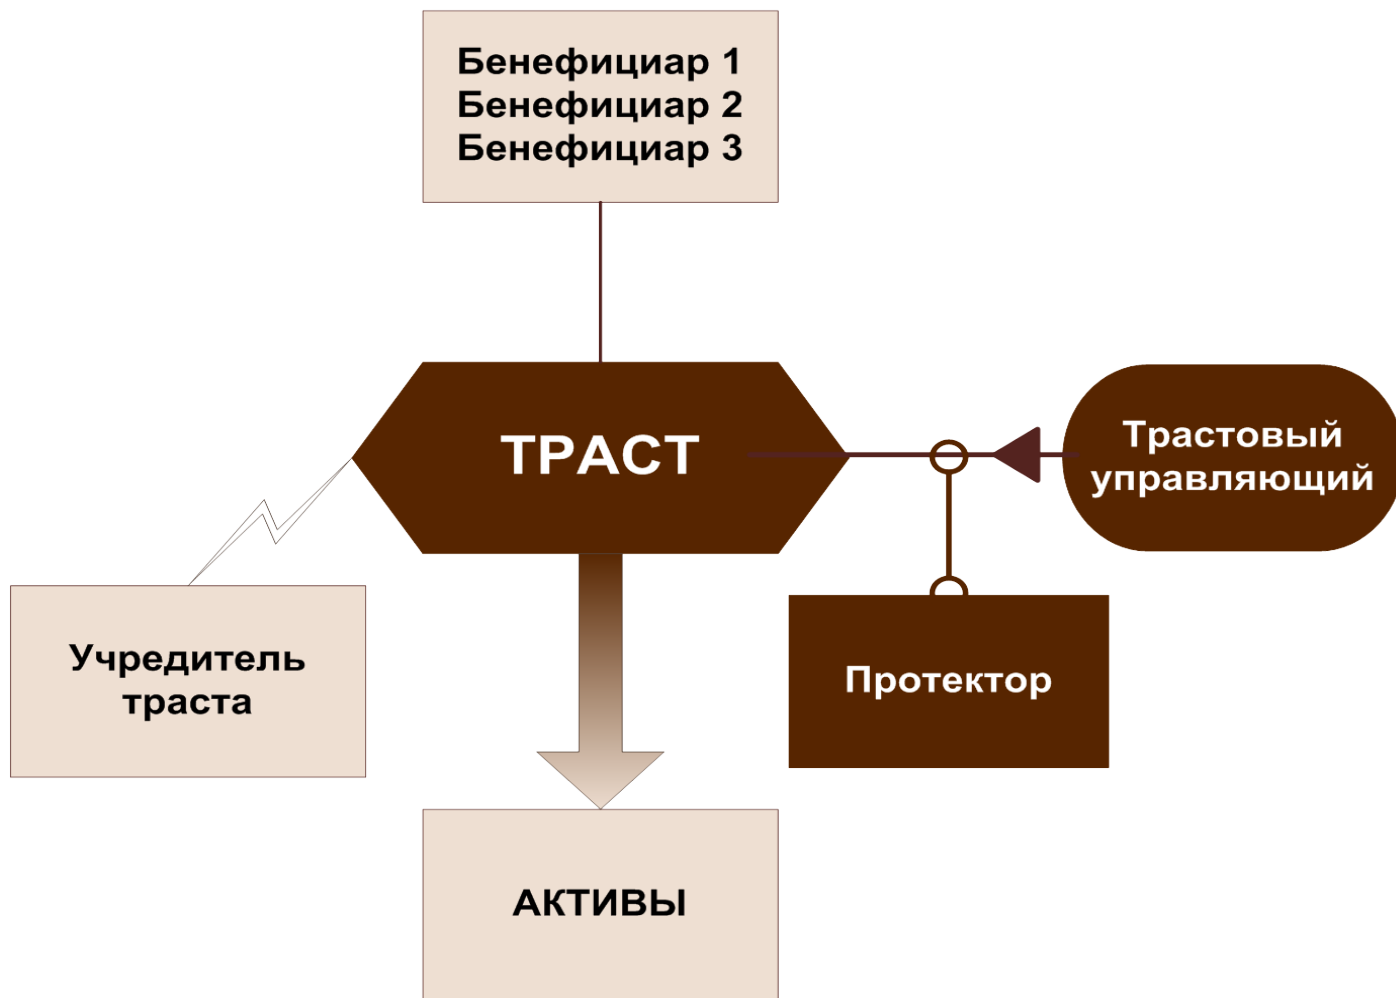 Бенефициар 1
Бенефициар 2
Бенефициар 3
ТРАСТ
Трастовый
управляющий
Учредитель
траста
Протектор
АКТИВЫ